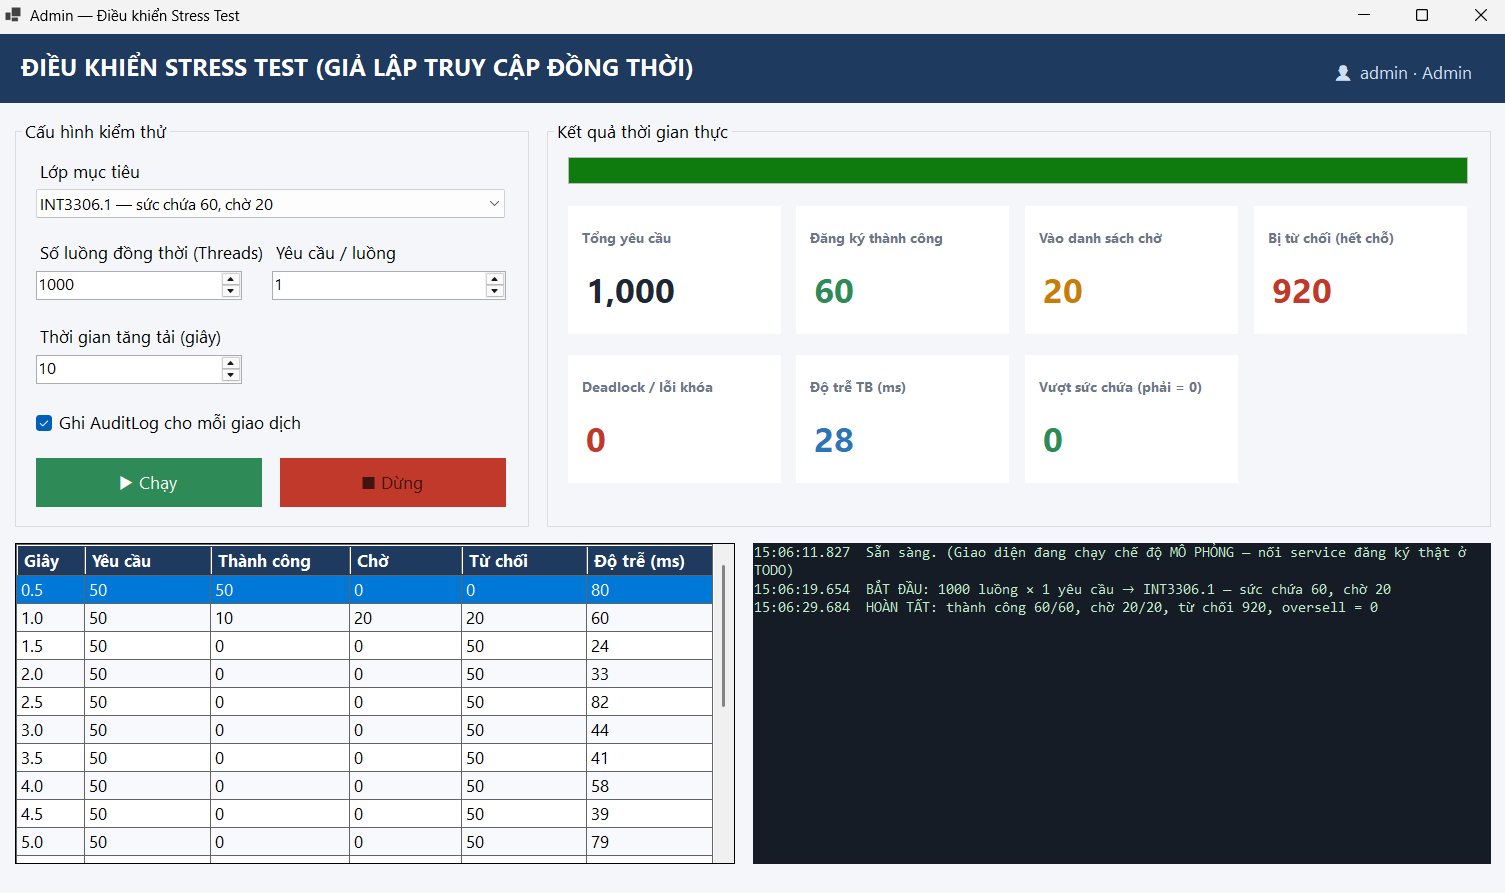 Admin — Điều khiển Stress Test
ĐIỀU KHIỂN STRESS TEST (GIẢ LẬP TRUY CẬP ĐỒNG THỜI)
admin · Admin
Cấu hình kiểm thử
Lớp mục tiêu
INT3306.1 — sức chứa 60, chờ 20
Số luồng đồng thời (Threads) Yêu cầu / luồng
1000 1
Thời gian tăng tải (giây)
10
Ghi AuditLog cho mỗi giao dịch
▶ Chạy ■ Dừng
Kết quả thời gian thực
Tổng yêu cầu
1,000
Đăng ký thành công
60
Vào danh sách chờ
20
Bị từ chối (hết chỗ)
920
Deadlock / lỗi khóa
0
Độ trễ TB (ms)
28
Vượt sức chứa (phải = 0)
0
Giây Yêu cầu Thành công Chờ Từ chối Độ trễ (ms)
0.5 50 50 0 0 80
1.0 50 10 20 20 60
1.5 50 0 0 50 24
2.0 50 0 0 50 33
2.5 50 0 0 50 82
3.0 50 0 0 50 44
3.5 50 0 0 50 41
4.0 50 0 0 50 58
4.5 50 0 0 50 39
5.0 50 0 0 50 79
15:06:11.827 Sẵn sàng. (Giao diện đang chạy chế độ MÔ PHỎNG — nối service đăng ký thật ở
TODO)
15:06:19.654 BẮT ĐẦU: 1000 luồng × 1 yêu cầu → INT3306.1 — sức chứa 60, chờ 20
15:06:29.684 HOÀN TẤT: thành công 60/60, chờ 20/20, từ chối 920, oversell = 0